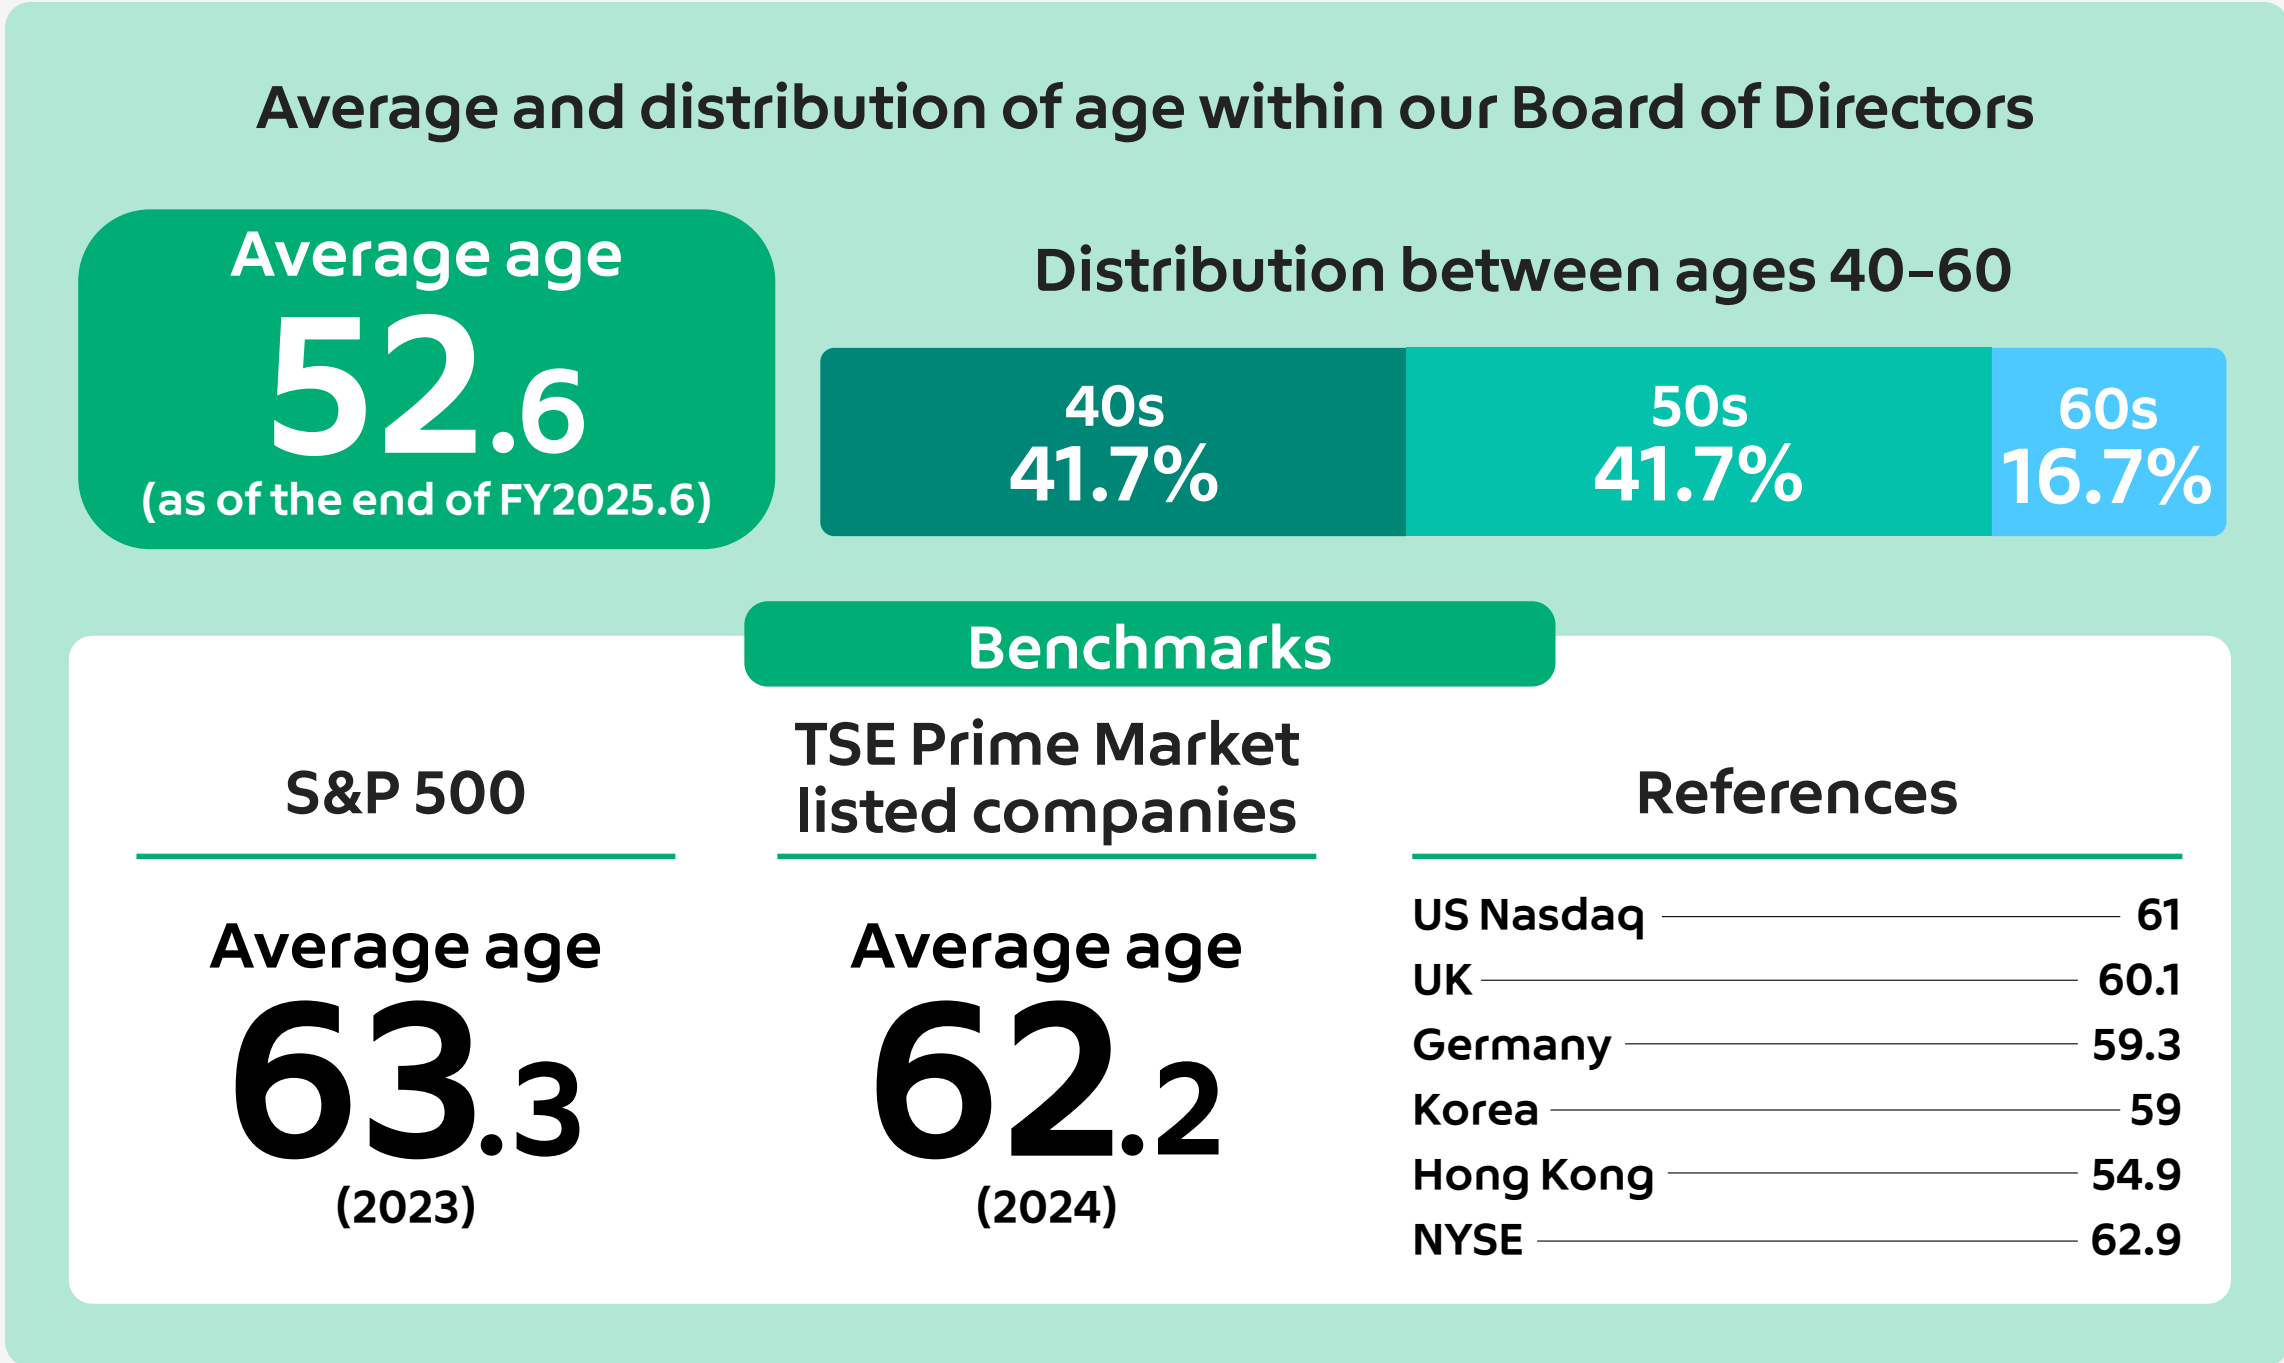 Average and distribution of age within our Board of Directors
Average age
52.6
(as of the end of FY2025.6)
Distribution between ages 40–60
40s
41.7%
50s
41.7%
60s
16.7%
Benchmarks
S&P 500
Average age
63.3
(2023)
TSE Prime Market
listed companies
Average age
62.2
(2024)
References
US Nasdaq 61
UK 60.1
Germany 59.3
Korea 59
Hong Kong 54.9
NYSE 62.9